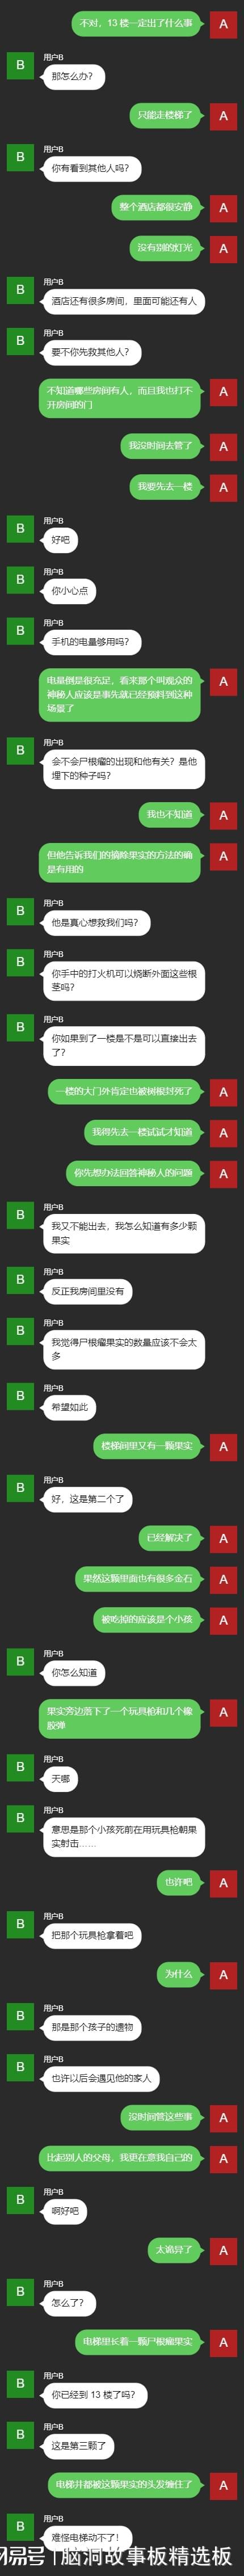 不对，13 楼一定出了什么事
A
B
用户B
那怎么办？
只能走楼梯了
A
B
用户B
你有看到其他人吗？
整个酒店都很安静
A
没有别的灯光
A
B
用户B
酒店还有很多房间，里面可能还有人
B
用户B
要不你先救其他人？
不知道哪些房间有人，而且我也打不
开房间的门
A
我没时间去管了
A
我要先去一楼
A
B
用户B
好吧
B
用户B
你小心点
B
用户B
手机的电量够用吗？
电量倒是很充足，看来那个叫观众的
神秘人应该是事先就已经预料到这种
场景了
A
B
用户B
会不会尸根瘤的出现和他有关？是他
埋下的种子吗？
我也不知道
A
但他告诉我们的摘除果实的方法的确
是有用的
A
B
用户B
他是真心想救我们吗？
B
用户B
你手中的打火机可以烧断外面这些根
茎吗？
B
用户B
你如果到了一楼是不是可以直接出去
了？
一楼的大门外肯定也被树根封死了
A
我得先去一楼试试才知道
A
你先想办法回答神秘人的问题
A
B
用户B
我又不能出去，我怎么知道有多少颗
果实
B
用户B
反正我房间里没有
B
用户B
我觉得尸根瘤果实的数量应该不会太
多
B
用户B
希望如此
楼梯间里又有一颗果实
A
B
用户B
好，这是第二个了
已经解决了
A
果然这颗里面也有很多金石
A
被吃掉的应该是个小孩
A
B
用户B
你怎么知道
果实旁边落下了一个玩具枪和几个橡
胶弹
A
B
用户B
天哪
B
用户B
意思是那个小孩死前在用玩具枪朝果
实射击……
也许吧
A
B
用户B
把那个玩具枪拿着吧
为什么
A
B
用户B
那是那个孩子的遗物
B
用户B
也许以后会遇见他的家人
没时间管这些事
A
比起别人的父母，我更在意我自己的
A
B
用户B
啊好吧
太诡异了
A
B
用户B
怎么了？
电梯里长着一颗尸根瘤果实
A
B
用户B
你已经到 13 楼了吗？
B
用户B
这是第三颗了
电梯井都被这颗果实的头发缠住了
A
B
用户B
难怪电梯动不了！
易号 | 脑洞故事板精选板